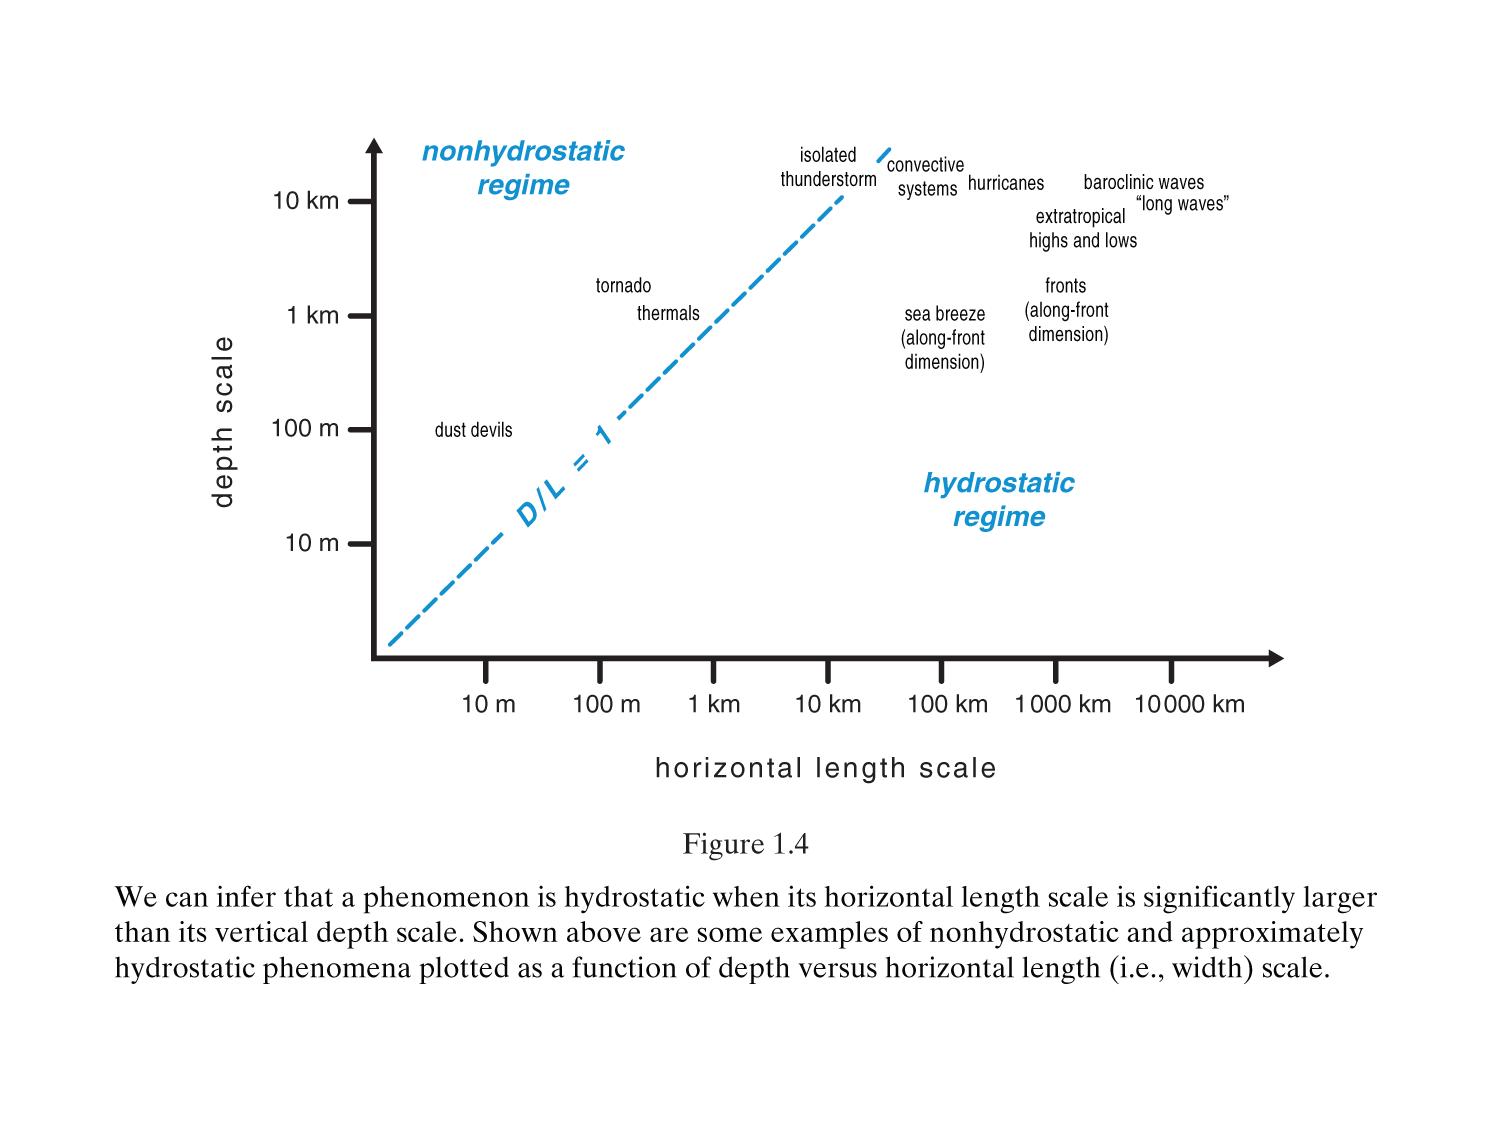 nonhydrostatic
regime
isolated
thunderstorm
convective
systems
hurricanes
baroclinic waves
“long waves”
extratropical
highs and lows
10 km
tornado
thermals
fronts
(along-front
dimension)
sea breeze
(along-front
dimension)
1 km
depth scale
100 m
dust devils
D/L = 1
hydrostatic
regime
10 m
10 m
100 m
1 km
10 km
100 km
1000 km
10000 km
horizontal length scale
Figure 1.4
We can infer that a phenomenon is hydrostatic when its horizontal length scale is significantly larger
than its vertical depth scale. Shown above are some examples of nonhydrostatic and approximately
hydrostatic phenomena plotted as a function of depth versus horizontal length (i.e., width) scale.